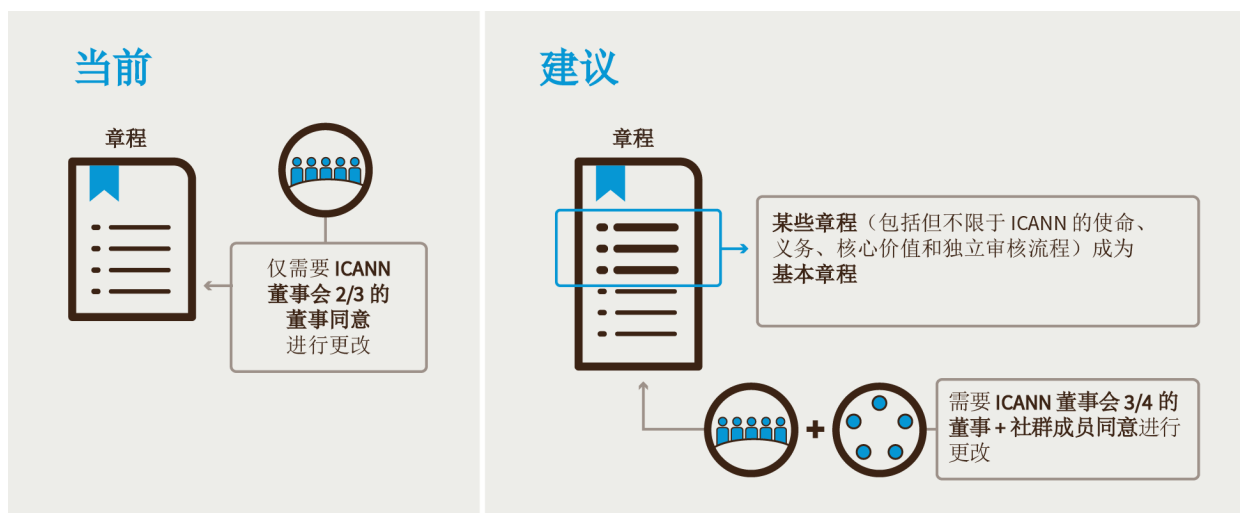 当前
章程
仅需要 ICANN
董事会 2/3 的
董事同意
进行更改
建议
章程
某些章程（包括但不限于 ICANN 的使命、
义务、核心价值和独立审核流程）成为
基本章程
需要 ICANN 董事会 3/4 的
董事 + 社群成员同意进行
更改